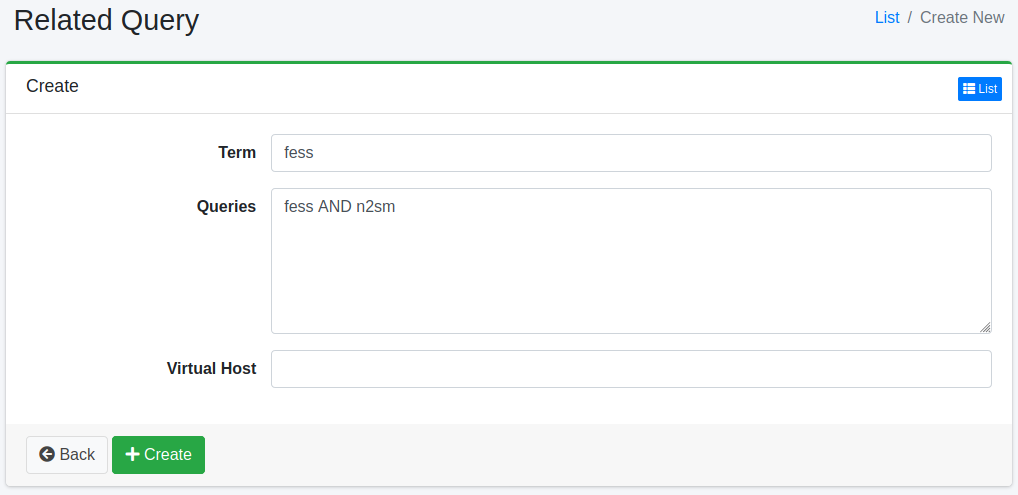 Related Query
List / Create New
Create
List
Term
fess
Queries
fess AND n2sm
Virtual Host
Back
Create